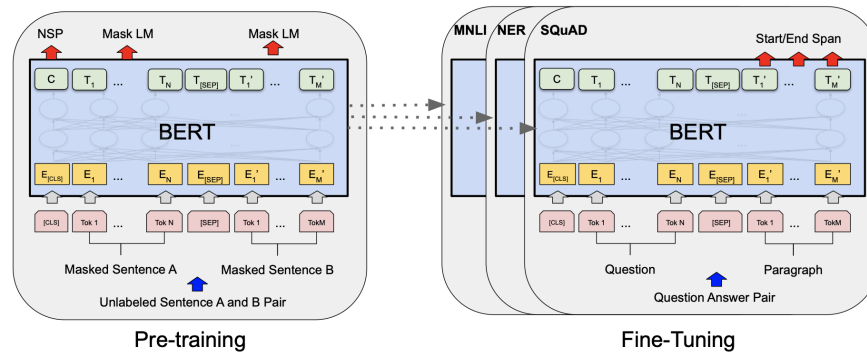 NSP Mask LM Mask LM
C T1 ... TN T[SEP] T1' ... TM'
BERT
E[CLS] E1 ... EN E[SEP] E1' ... EM'
[CLS] Tok 1 ... Tok N [SEP] Tok 1 ... TokM
Masked Sentence A Masked Sentence B
Unlabeled Sentence A and B Pair
Pre-training
MNLI NER SQuAD
Start/End Span
C T1 ... TN T[SEP] T1' ... TM'
BERT
E[CLS] E1 ... EN E[SEP] E1' ... EM'
[CLS] Tok 1 ... Tok N [SEP] Tok 1 ... TokM
Question Paragraph
Question Answer Pair
Fine-Tuning